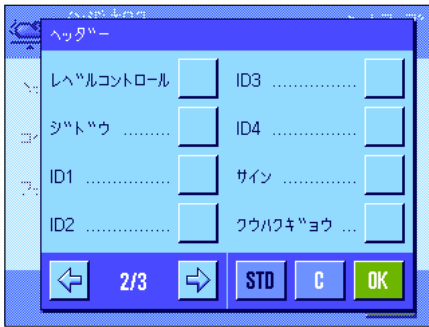 ヘッダー
レベルコントロール
ジドウ .........
ID1 ..............
ID2 ..............
ID3 ..............
ID4 ..............
サイン ............
クウハクギョウ ...
2/3
STD
C
OK